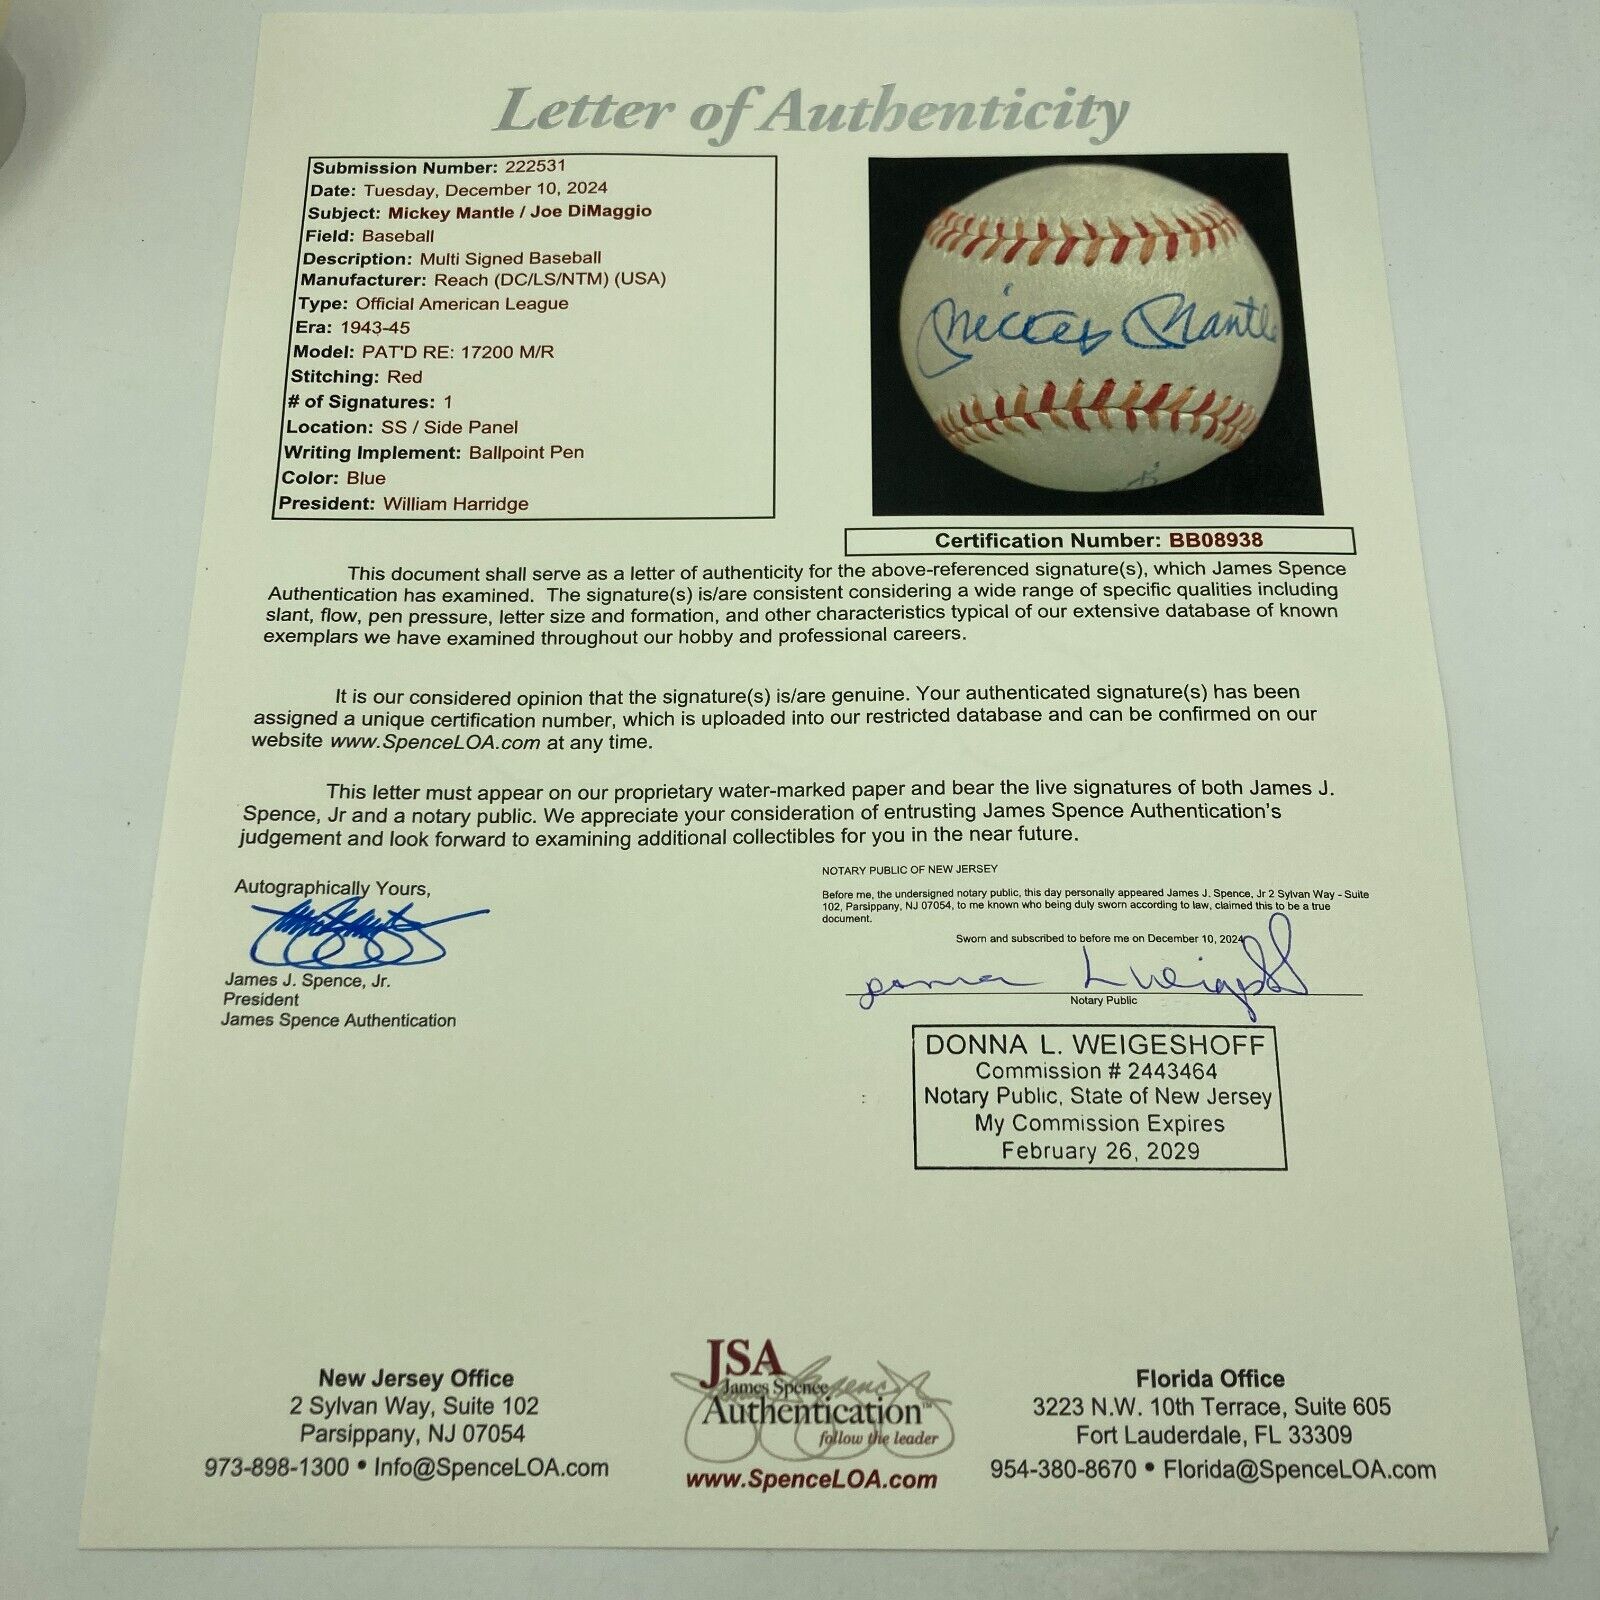 Letter of Authenticity
Submission Number: 222531
Date: Tuesday, December 10, 2024
Subject: Mickey Mantle / Joe DiMaggio
Field: Baseball
Description: Multi Signed Baseball
Manufacturer: Reach (DC/LS/NTM) (USA)
Type: Official American League
Era: 1943-45
Model: PAT'D RE: 17200 M/R
Stitching: Red
# of Signatures: 1
Location: SS / Side Panel
Writing Implement: Ballpoint Pen
Color: Blue
President: William Harridge
Mickey Mantle
Certification Number: BB08938
This document shall serve as a letter of authenticity for the above-referenced signature(s), which James Spence
Authentication has examined. The signature(s) is/are consistent considering a wide range of specific qualities including
slant, flow, pen pressure, letter size and formation, and other characteristics typical of our extensive database of known
exemplars we have examined throughout our hobby and professional careers.
It is our considered opinion that the signature(s) is/are genuine. Your authenticated signature(s) has been
assigned a unique certification number, which is uploaded into our restricted database and can be confirmed on our
website www.SpenceLOA.com at any time.
This letter must appear on our proprietary water-marked paper and bear the live signatures of both James J.
Spence, Jr and a notary public. We appreciate your consideration of entrusting James Spence Authentication's
judgement and look forward to examining additional collectibles for you in the near future.
Autographically Yours,
James J. Spence, Jr.
President
James Spence Authentication
NOTARY PUBLIC OF NEW JERSEY
Before me, the undersigned notary public, this day personally appeared James J. Spence, Jr 2 Sylvan Way - Suite
102, Parsippany, NJ 07054, to me known who being duly sworn according to law, claimed this to be a true
document.
Sworn and subscribed to before me on December 10, 2024
Notary Public
DONNA L. WEIGESHOFF
Commission # 2443464
Notary Public, State of New Jersey
My Commission Expires
February 26, 2029
New Jersey Office
2 Sylvan Way, Suite 102
Parsippany, NJ 07054
973-898-1300 • Info@SpenceLOA.com
JSA
James Spence
Authentication™
follow the leader
www.SpenceLOA.com
Florida Office
3223 N.W. 10th Terrace, Suite 605
Fort Lauderdale, FL 33309
954-380-8670 • Florida@SpenceLOA.com